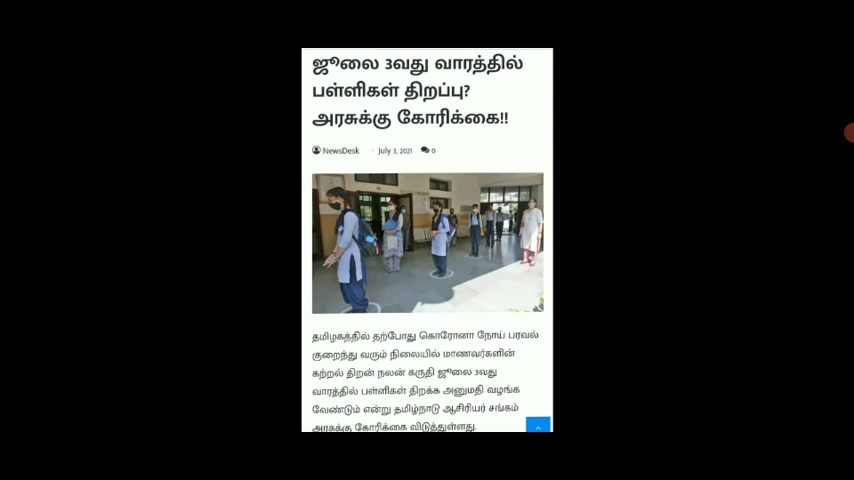 ஜூலை 3வது வாரத்தில்
பள்ளிகள் திறப்பு?
அரசுக்கு கோரிக்கை!!
NewsDesk · July 3, 2021 0
தமிழகத்தில் தற்போது கொரோனா நோய் பரவல்
குறைந்து வரும் நிலையில் மாணவர்களின்
கற்றல் திறன் நலன் கருதி ஜூலை 3வது
வாரத்தில் பள்ளிகள் திறக்க அனுமதி வழங்க
வேண்டும் என்று தமிழ்நாடு ஆசிரியர் சங்கம்
அரசுக்கு கோரிக்கை விடுத்துள்ளது.